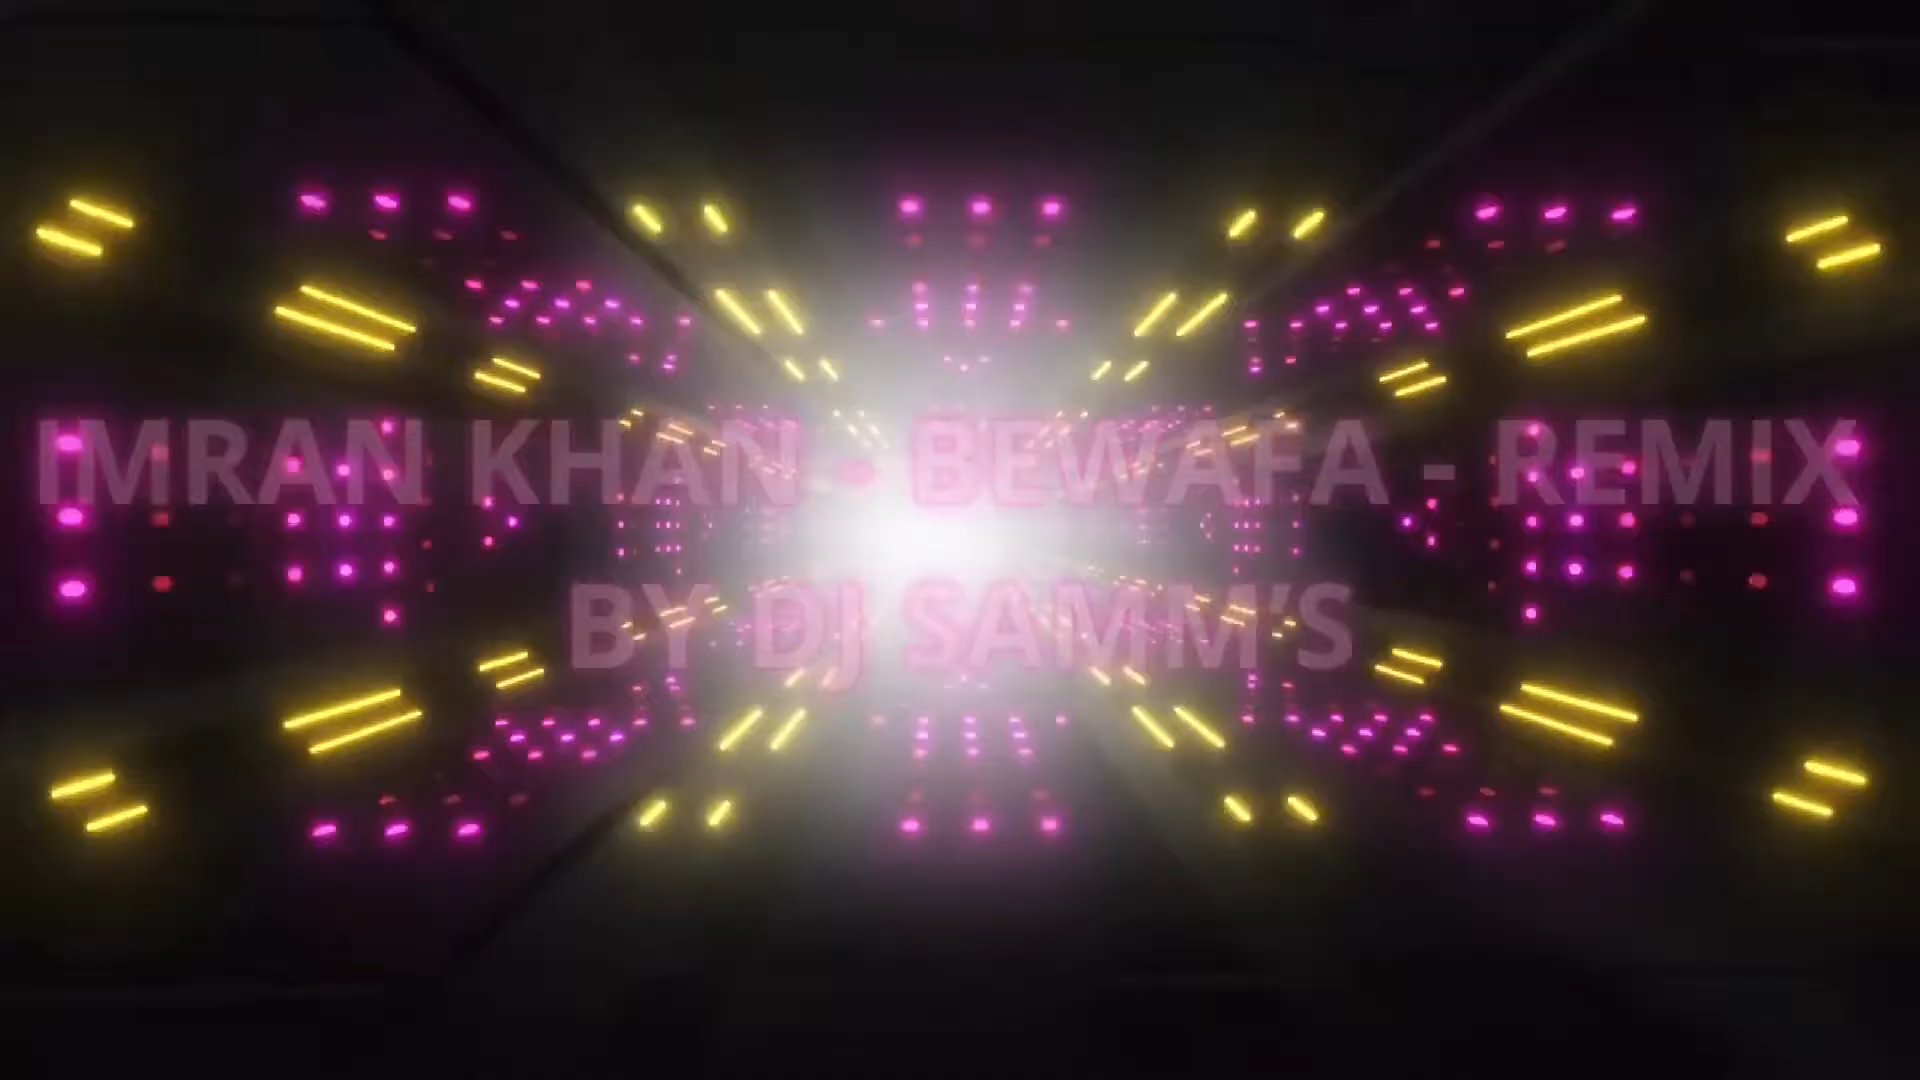 IMRAN KHAN - BEWAFA - REMIX
BY DJ SAMM'S